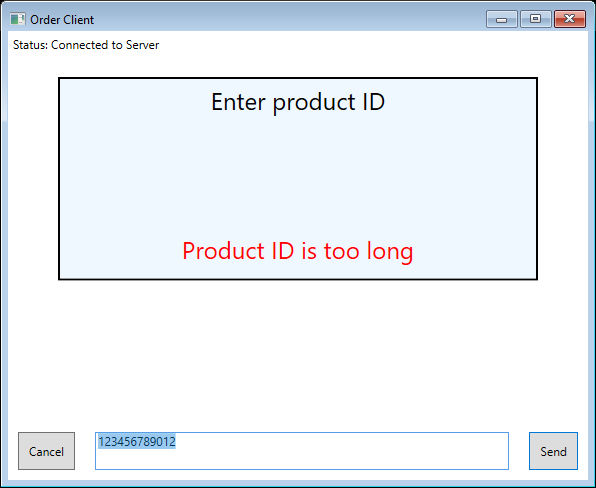 Order Client
Status: Connected to Server
Enter product ID
Product ID is too long
Cancel
123456789012
Send